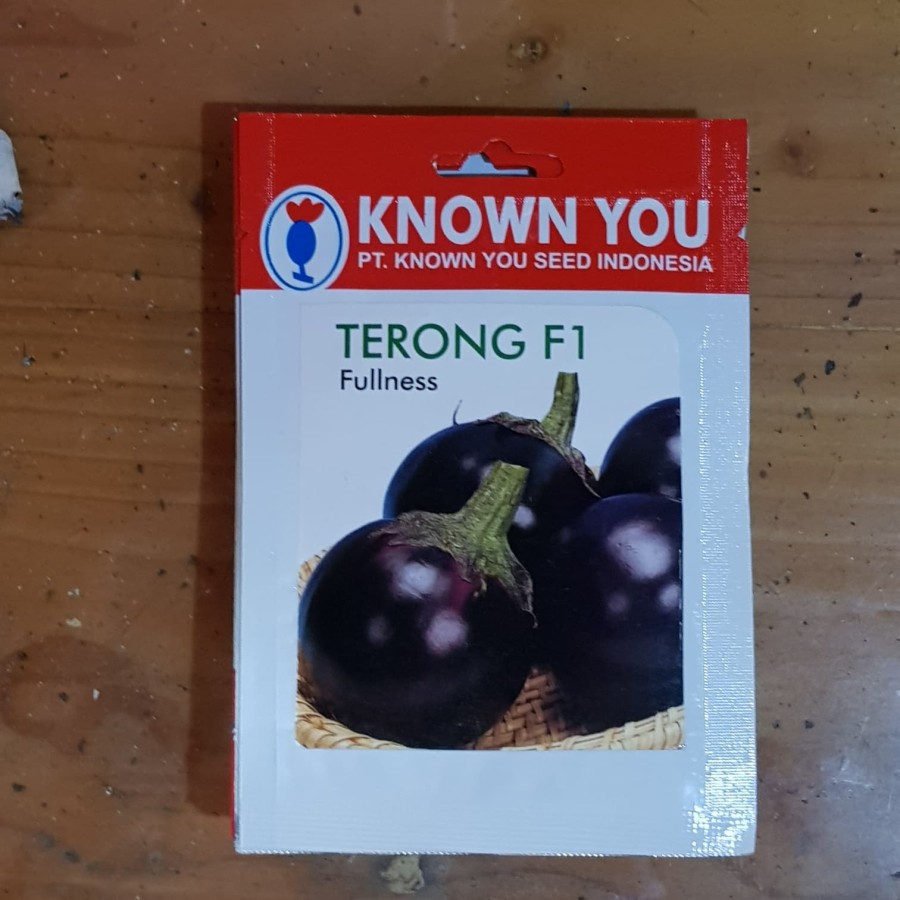 KNOWN YOU
PT. KNOWN YOU SEED INDONESIA
TERONG F1
Fullness